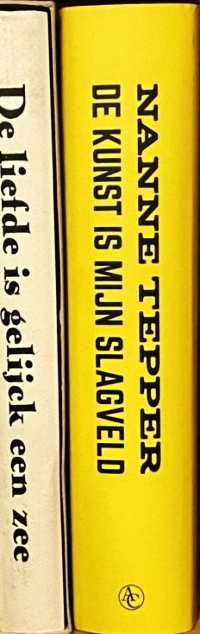 De liefde is gelijck een zee
NANNE TEPPER
DE KUNST IS MIJN SLAGVELD
AC